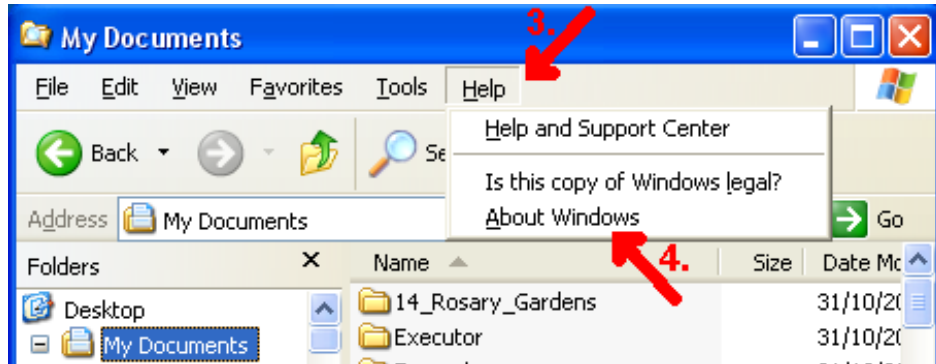 My Documents
3.
File Edit View Favorites Tools Help
Help and Support Center
Back
Is this copy of Windows legal?
Address My Documents
About Windows
Go
4.
Folders
Name Size Date
Desktop
14_Rosary_Gardens
31/10/20
My Documents
Executor
31/10/20